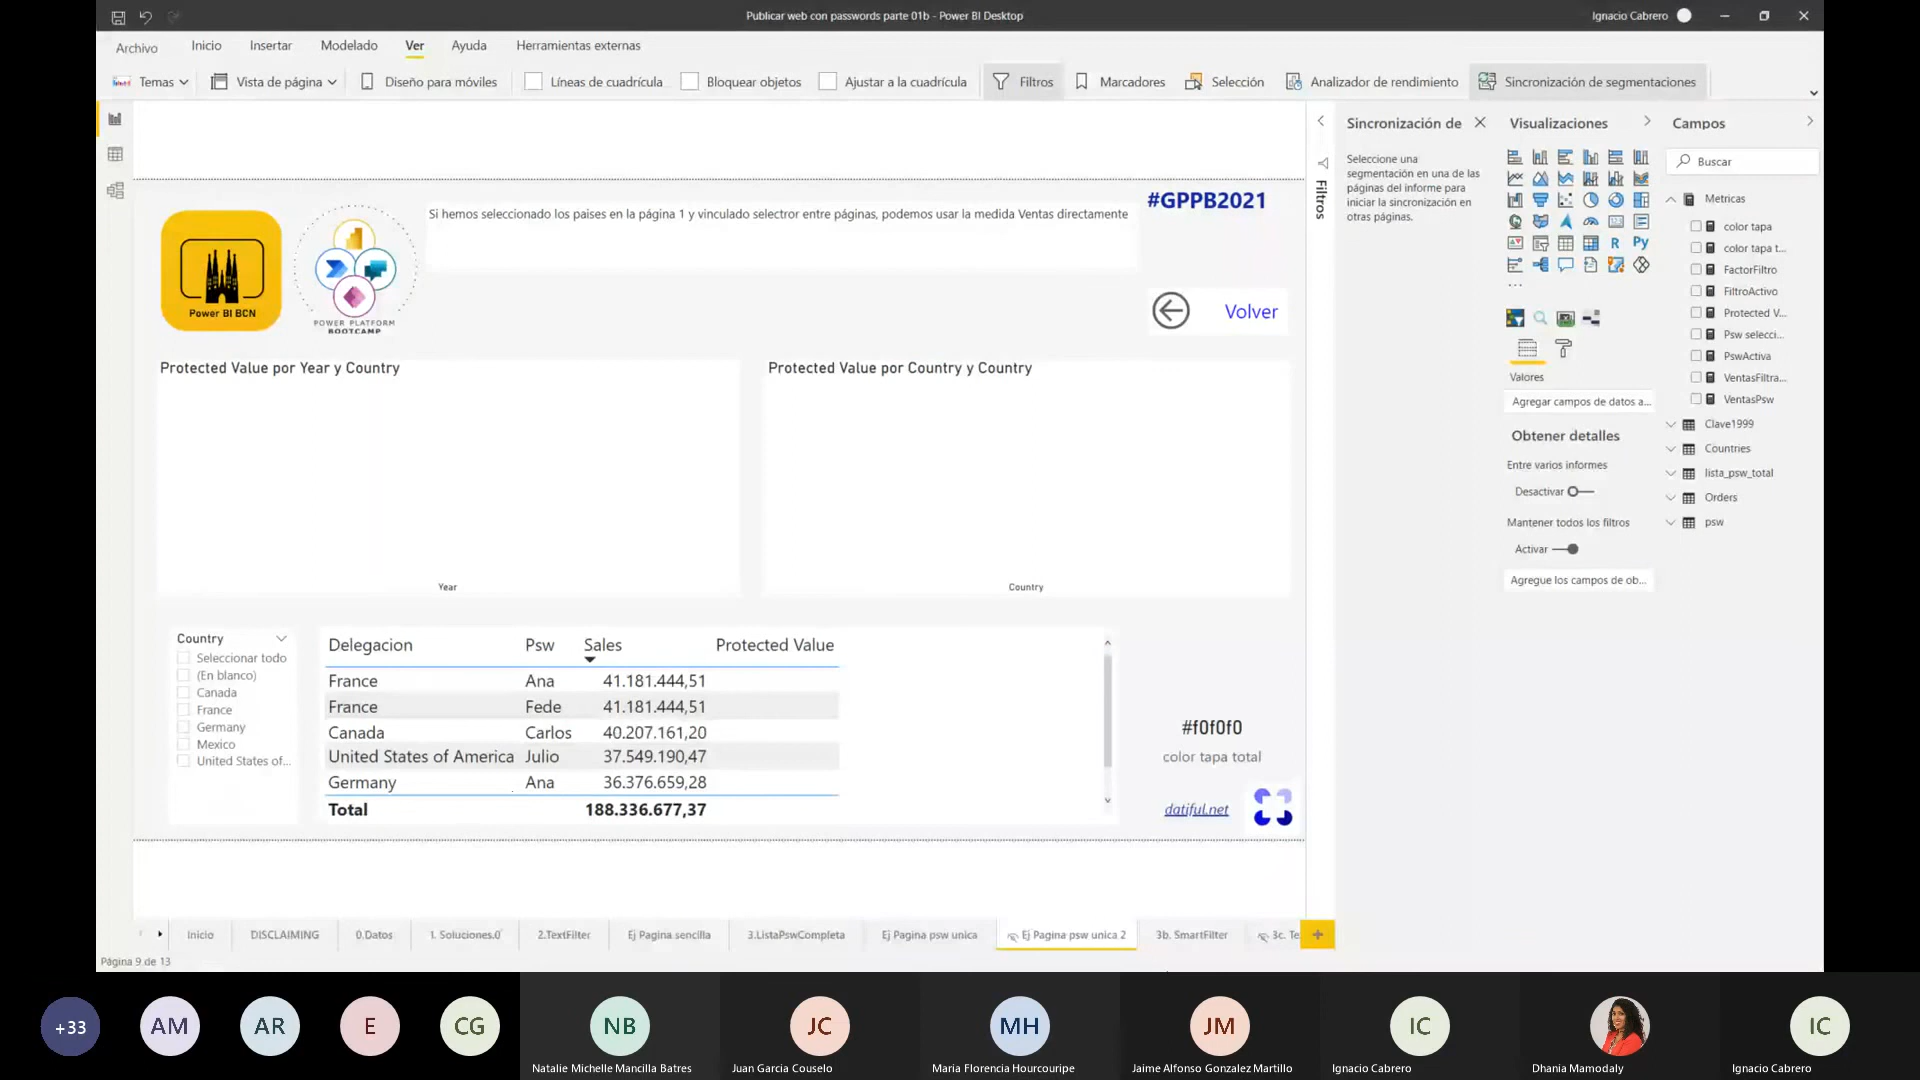 Publicar web con passwords parte 01b - Power BI Desktop
Ignacio Cabrero
Archivo
Inicio
Insertar
Modelado
Ver
Ayuda
Herramientas externas
Temas
Vista de página
Diseño para móviles
Líneas de cuadrícula
Bloquear objetos
Ajustar a la cuadrícula
Filtros
Marcadores
Selección
Analizador de rendimiento
Sincronización de segmentaciones
Si hemos seleccionado los paises en la página 1 y vinculado selectror entre páginas, podemos usar la medida Ventas directamente
#GPPB2021
Power BI BCN
POWER PLATFORM
BOOTCAMP
Volver
Protected Value por Year y Country
Year
Protected Value por Country y Country
Country
Country
Seleccionar todo
(En blanco)
Canada
France
Germany
Mexico
United States of...
Delegacion Psw Sales Protected Value
France Ana 41.181.444,51
France Fede 41.181.444,51
Canada Carlos 40.207.161,20
United States of America Julio 37.549.190,47
Germany Ana 36.376.659,28
Total 188.336.677,37
#f0f0f0
color tapa total
datiful.net
Filtros
Sincronización de
Seleccione una
segmentación en una de las
páginas del informe para
iniciar la sincronización en
otras páginas.
Visualizaciones
R
Py
...
Valores
Agregar campos de datos a...
Obtener detalles
Entre varios informes
Desactivar
Mantener todos los filtros
Activar
Agregue los campos de ob...
Campos
Buscar
Metricas
color tapa
color tapa t...
FactorFiltro
FiltroActivo
Protected V...
Psw selecci...
PswActiva
VentasFiltra...
VentasPsw
Clave1999
Countries
lista_psw_total
Orders
psw
Inicio
DISCLAIMING
0.Datos
1. Soluciones.0
2.TextFilter
Ej Pagina sencilla
3.ListaPswCompleta
Ej Pagina psw unica
Ej Pagina psw unica 2
3b. SmartFilter
3c. Te
+
Página 9 de 13
+33
AM
AR
E
CG
NB
Natalie Michelle Mancilla Batres
JC
Juan Garcia Couselo
MH
Maria Florencia Hourcouripe
JM
Jaime Alfonso Gonzalez Martillo
IC
Ignacio Cabrero
Dhania Mamodaly
IC
Ignacio Cabrero